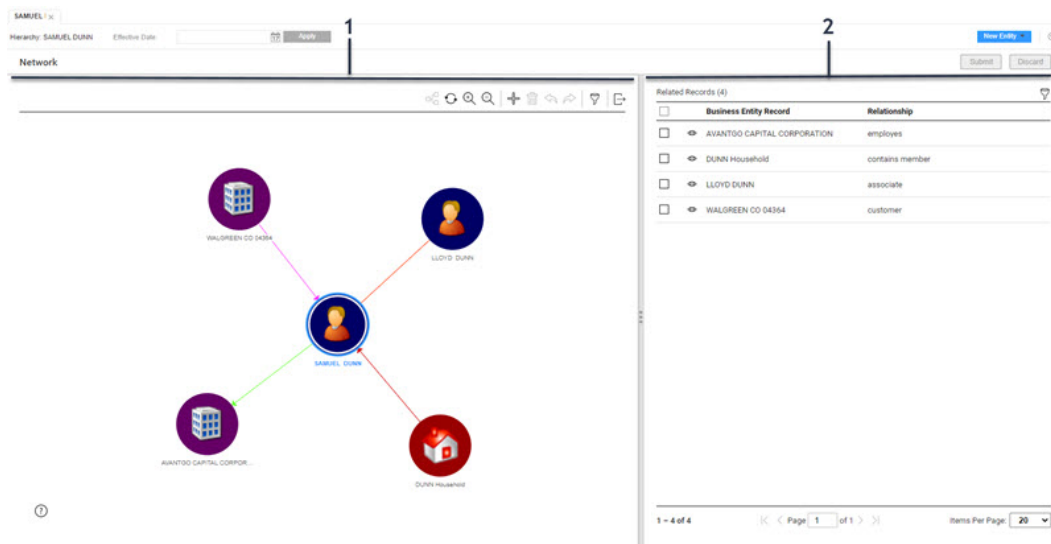 SAMUEL
1
2
Hierarchy: SAMUEL DUNN
Effective Date
Apply
New Entity
Network
Submit
Discard
Related Records (4)
Business Entity Record
Relationship
AVANTGO CAPITAL CORPORATION
employes
DUNN Household
contains member
LLOYD DUNN
associate
WALGREEN CO 04364
customer
WALGREEN CO 04364
LLOYD DUNN
SAMUEL DUNN
AVANTGO CAPITAL CORPOR...
DUNN Household
?
1 – 4 of 4
Page 1 of 1
Items Per Page: 20